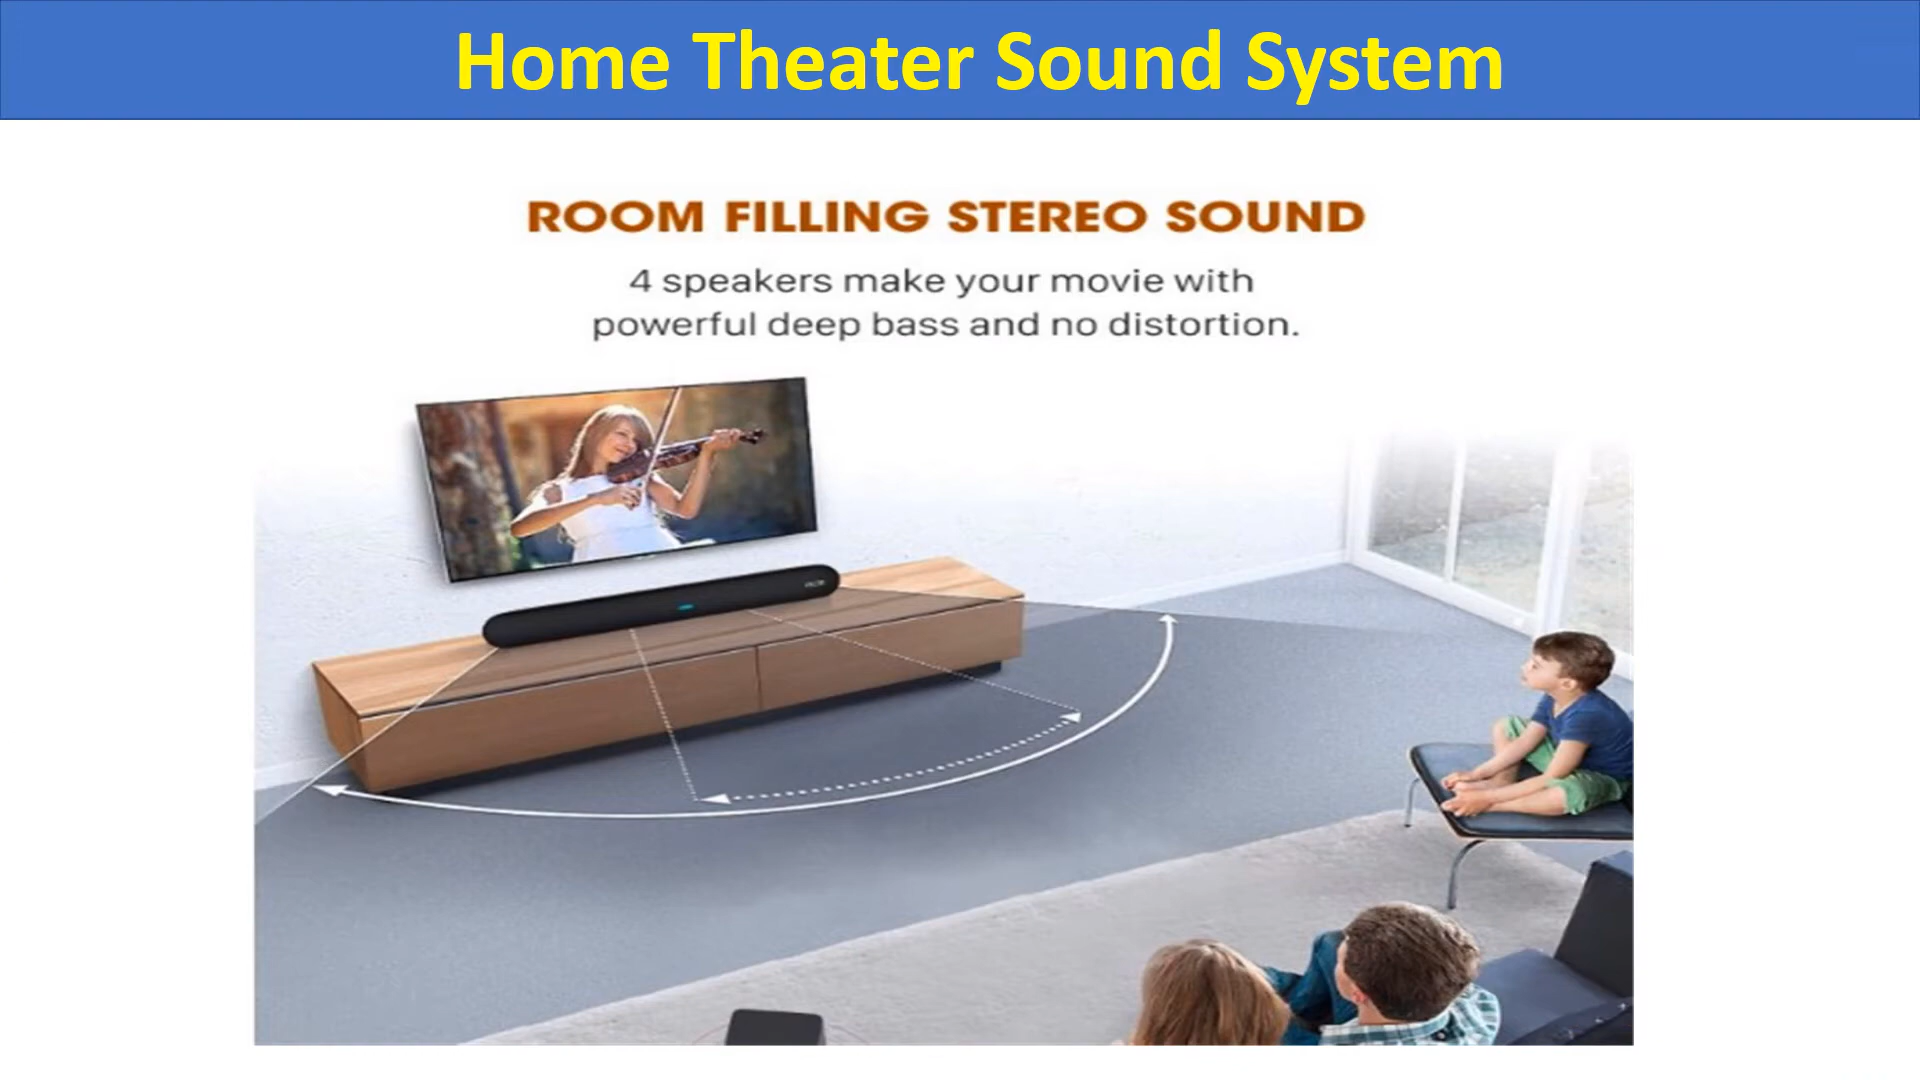 Home Theater Sound System
ROOM FILLING STEREO SOUND
4 speakers make your movie with
powerful deep bass and no distortion.